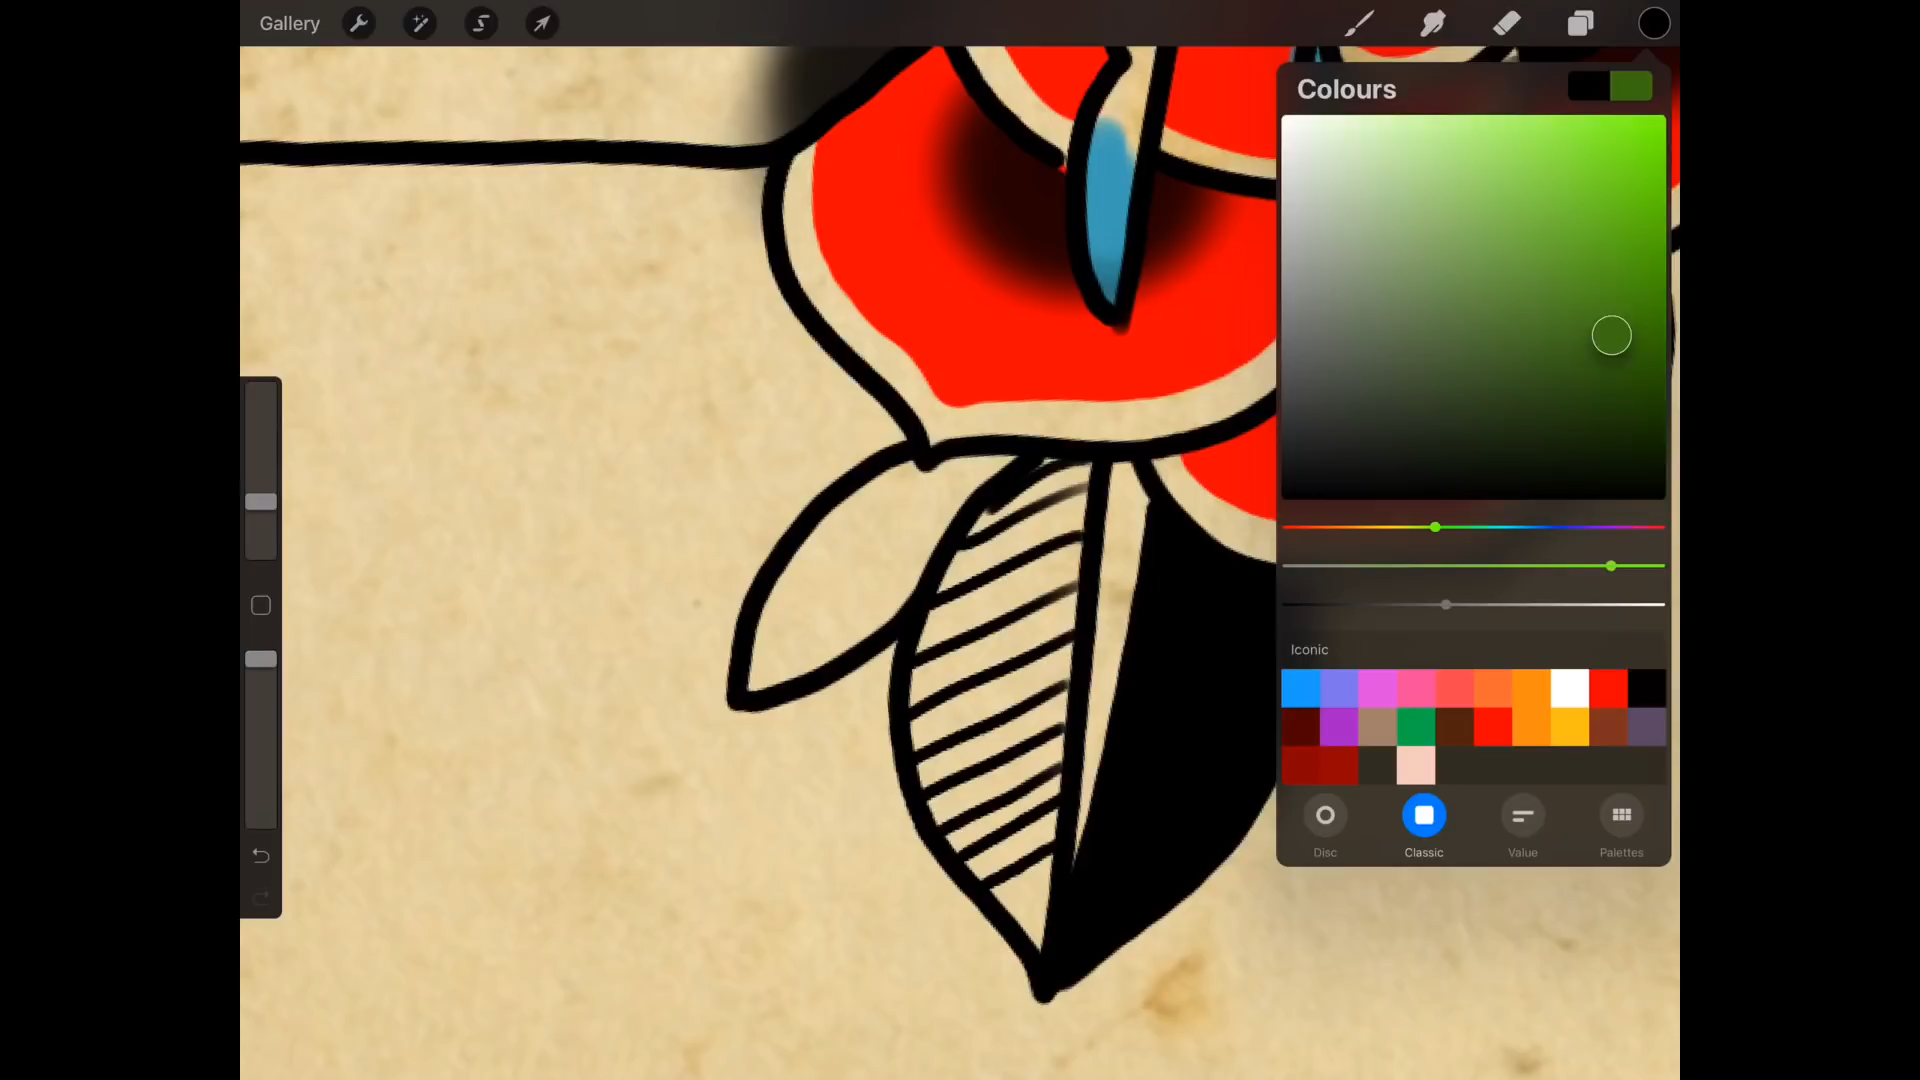 Gallery
Colours
Iconic
Disc
Classic
Value
Palettes